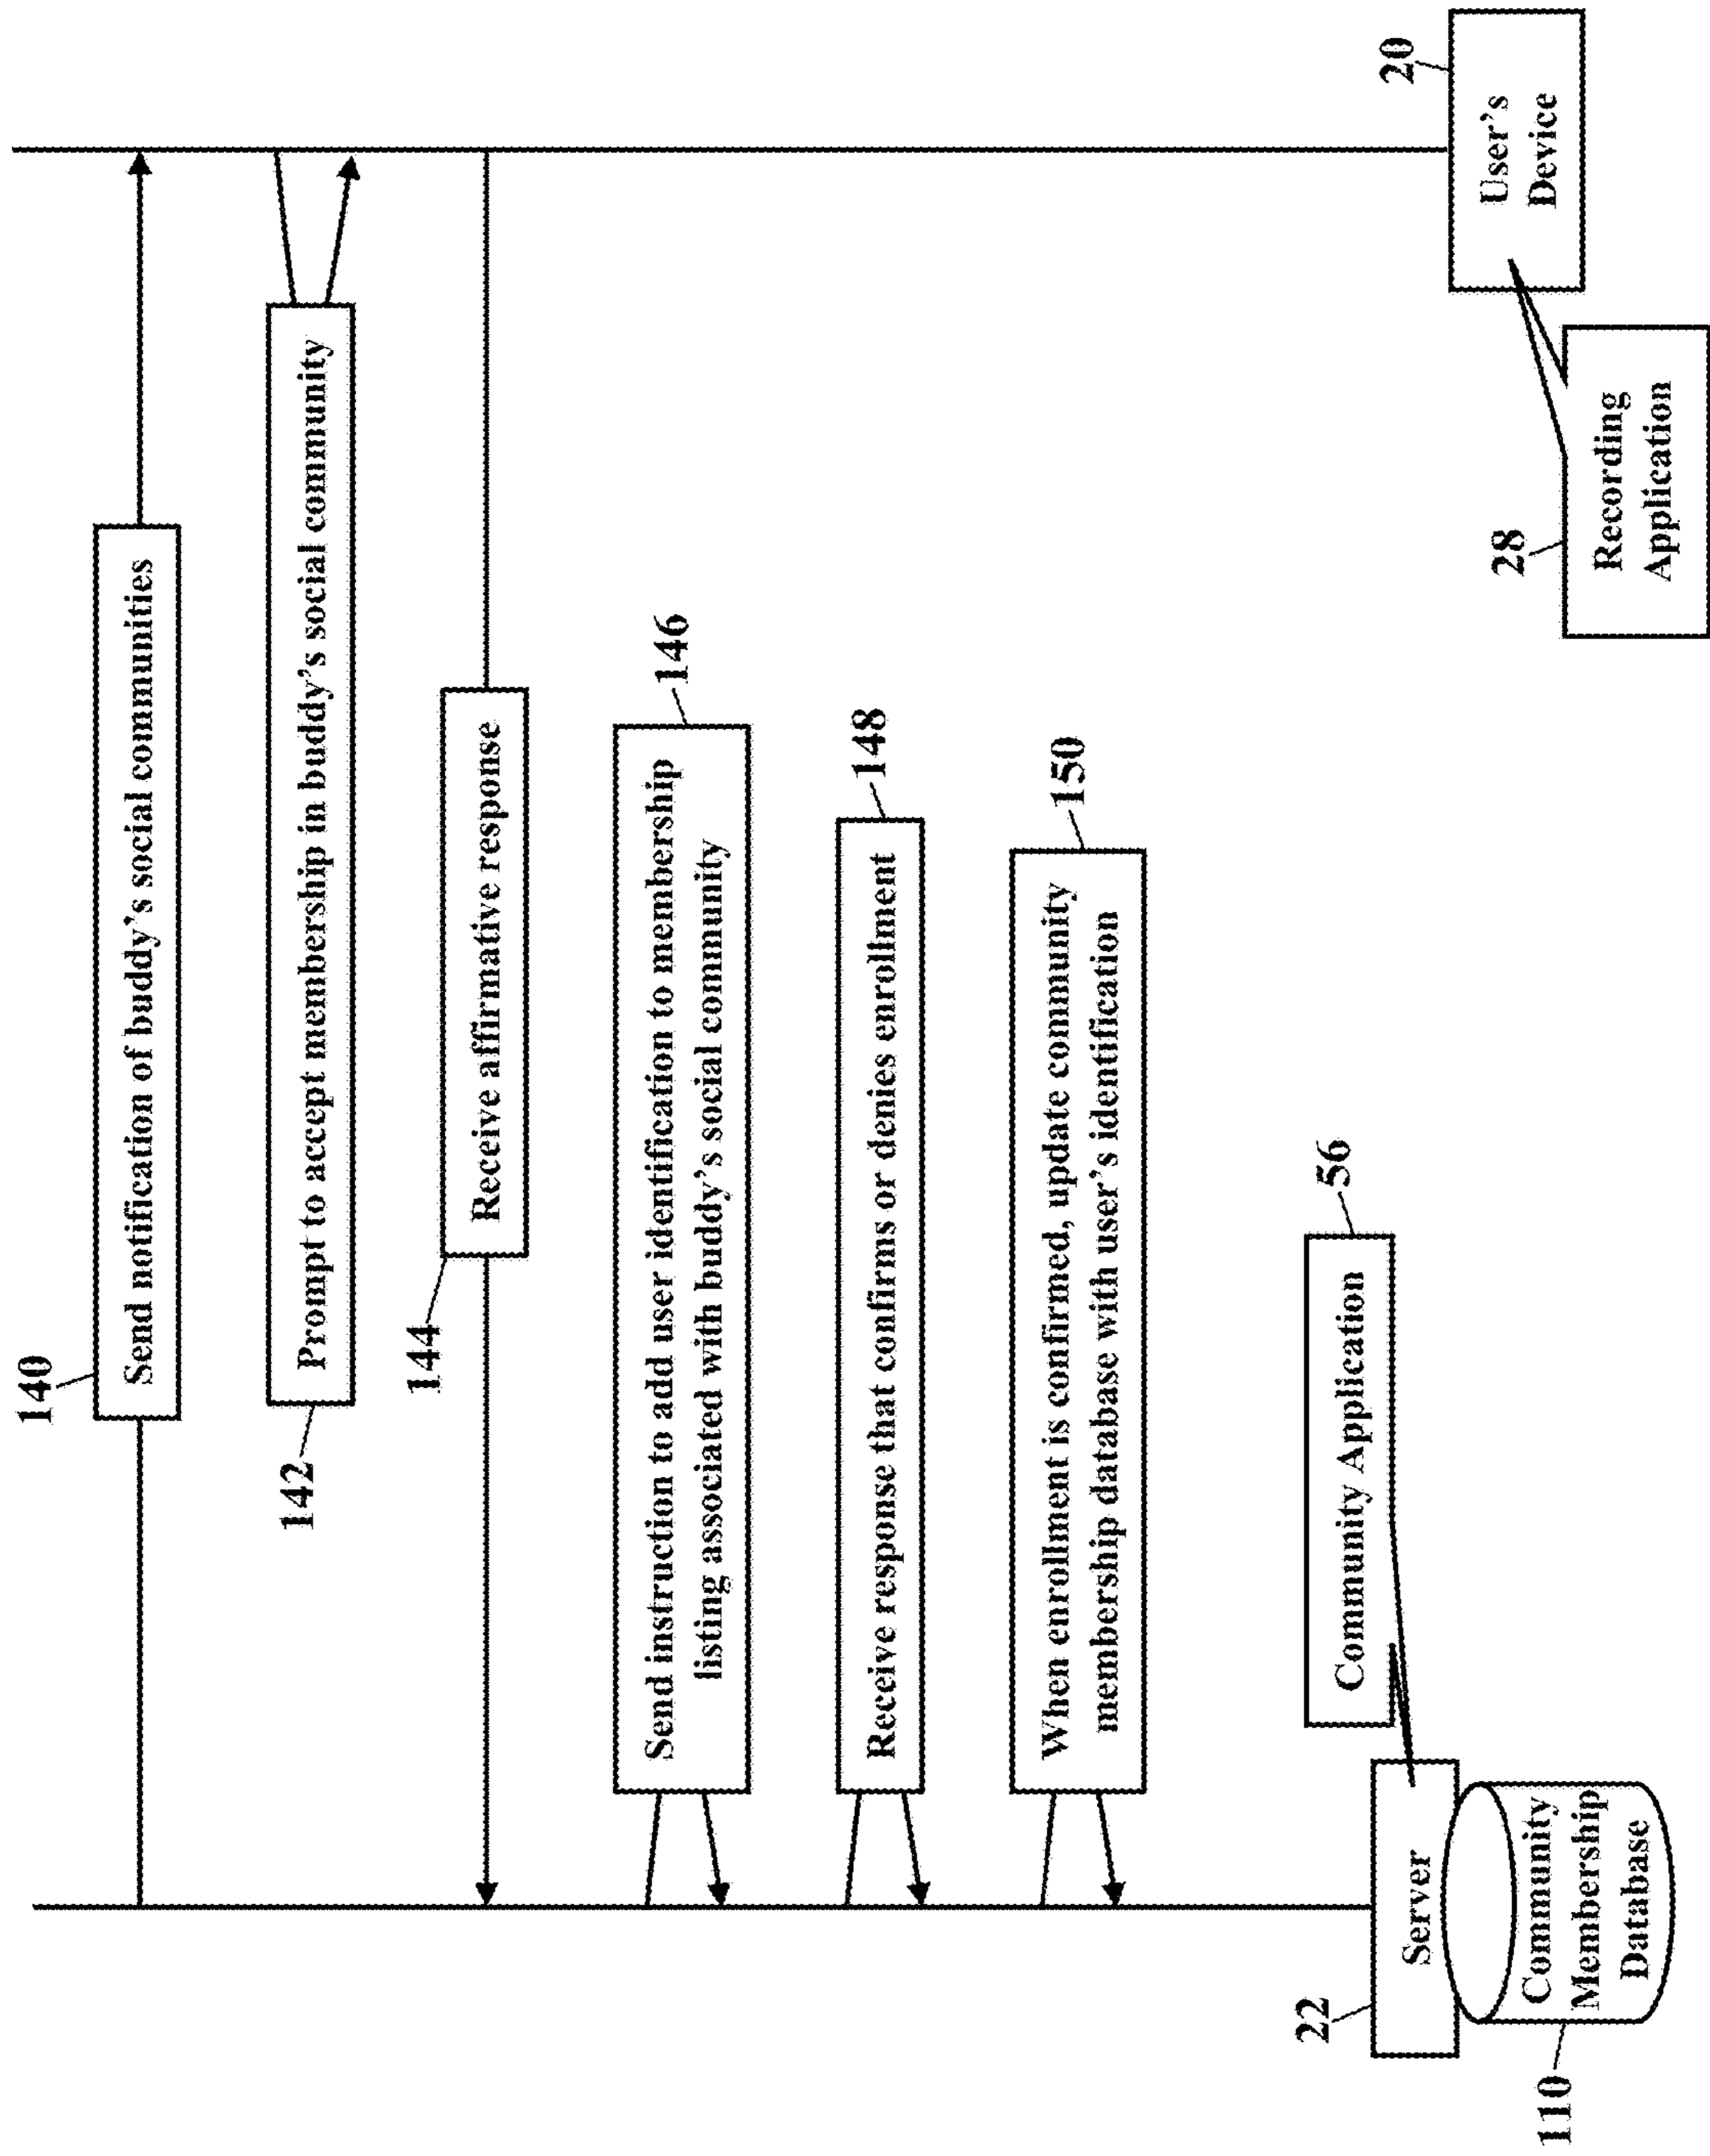 140
Send notification of buddy's social communities
142
Prompt to accept membership in buddy's social community
144
Receive affirmative response
146
Send instruction to add user identification to membership
listing associated with buddy's social community
148
Receive response that confirms or denies enrollment
150
When enrollment is confirmed, update community
membership database with user's identification
56
Community Application
22
Server
110
Community
Membership
Database
20
User's
Device
28
Recording
Application